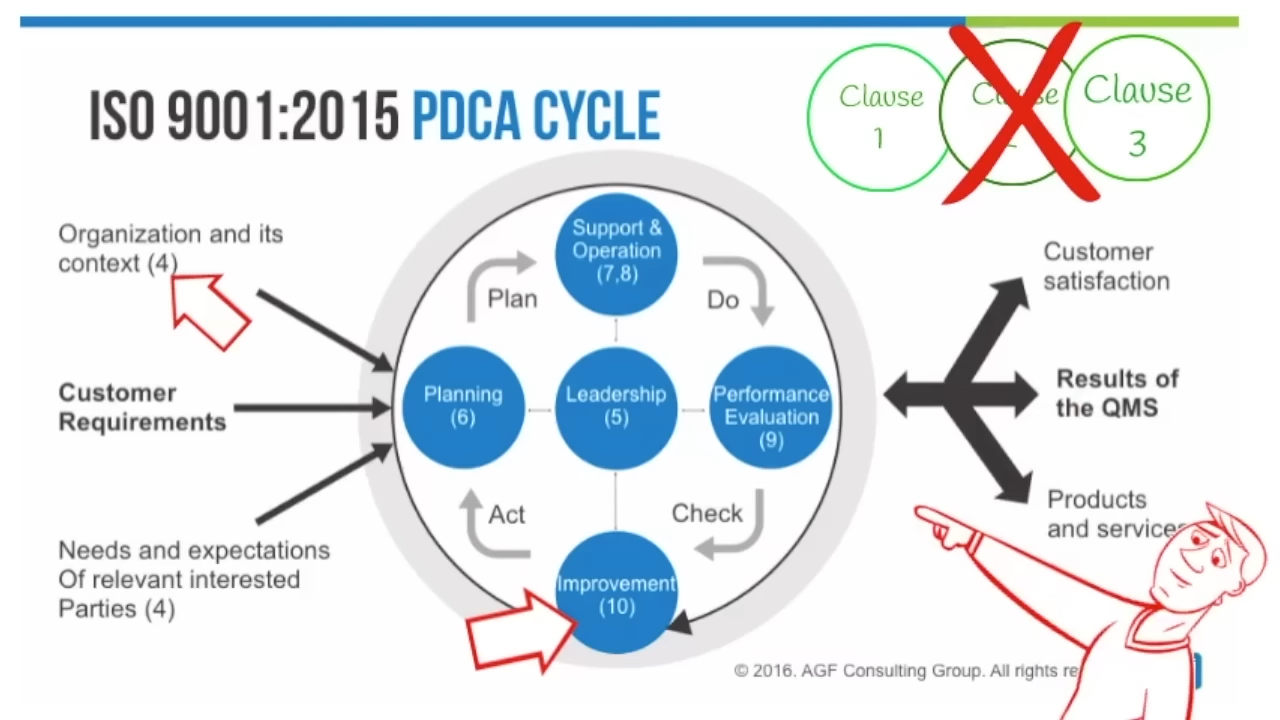 ISO 9001:2015 PDCA CYCLE
Clause
1
Clause
3
Organization and its
context (4)
Customer
Requirements
Needs and expectations
Of relevant interested
Parties (4)
Support &
Operation
(7,8)
Plan
Do
Planning
(6)
Leadership
(5)
Performance
Evaluation
(9)
Act
Check
Improvement
(10)
Customer
satisfaction
Results of
the QMS
Products
and services
© 2016. AGF Consulting Group. All rights